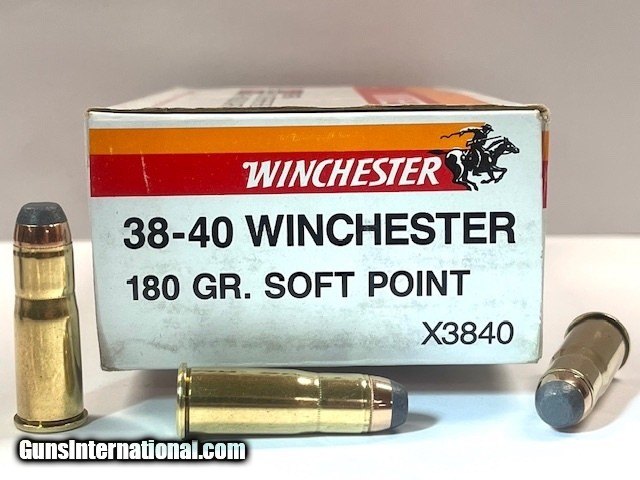 WINCHESTER
38-40 WINCHESTER
180 GR. SOFT POINT
X3840
GunsInternational.com